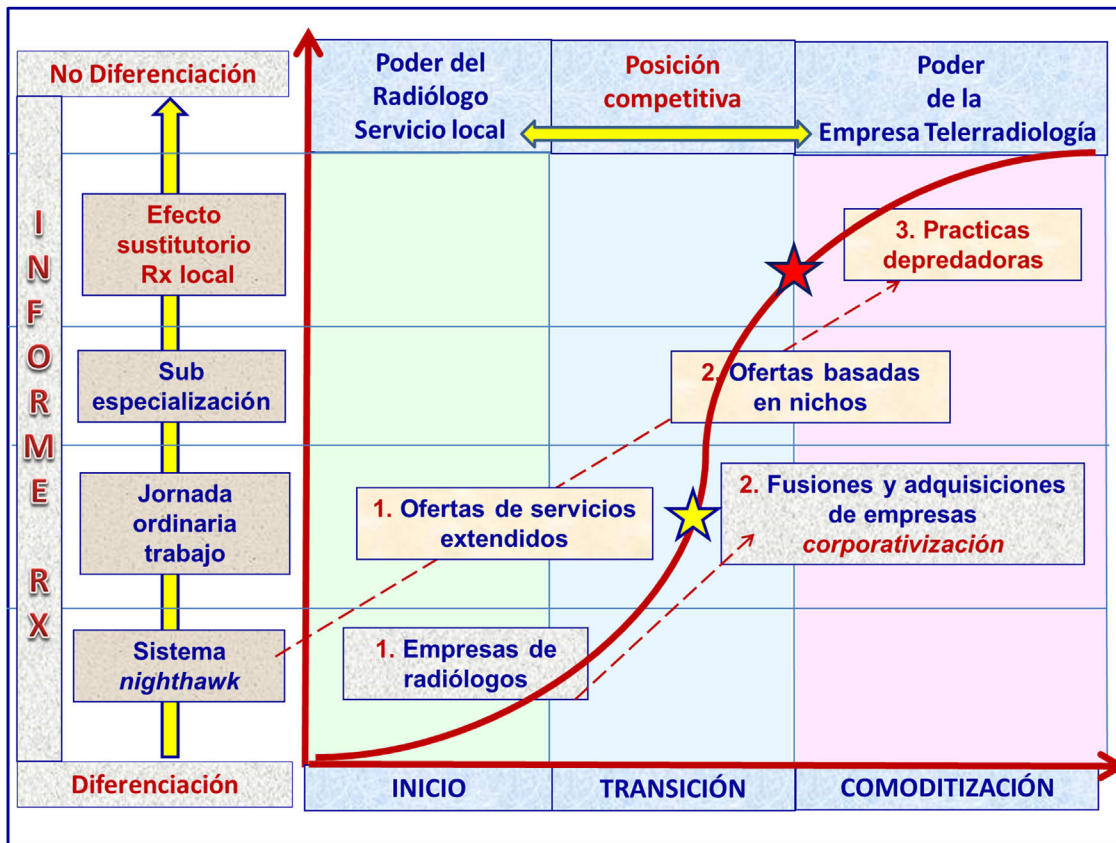 No Diferenciación
Poder del
Radiólogo
Servicio local
Posición
competitiva
Poder
de la
Empresa Telerradiología
INFORME RX
Efecto
sustitutorio
Rx local
Sub
especialización
Jornada
ordinaria
trabajo
Sistema
nighthawk
Diferenciación
3. Practicas
depredadoras
2. Ofertas basadas
en nichos
1. Ofertas de servicios
extendidos
2. Fusiones y adquisiciones
de empresas
corporativización
1. Empresas de
radiólogos
INICIO
TRANSICIÓN
COMODITIZACIÓN